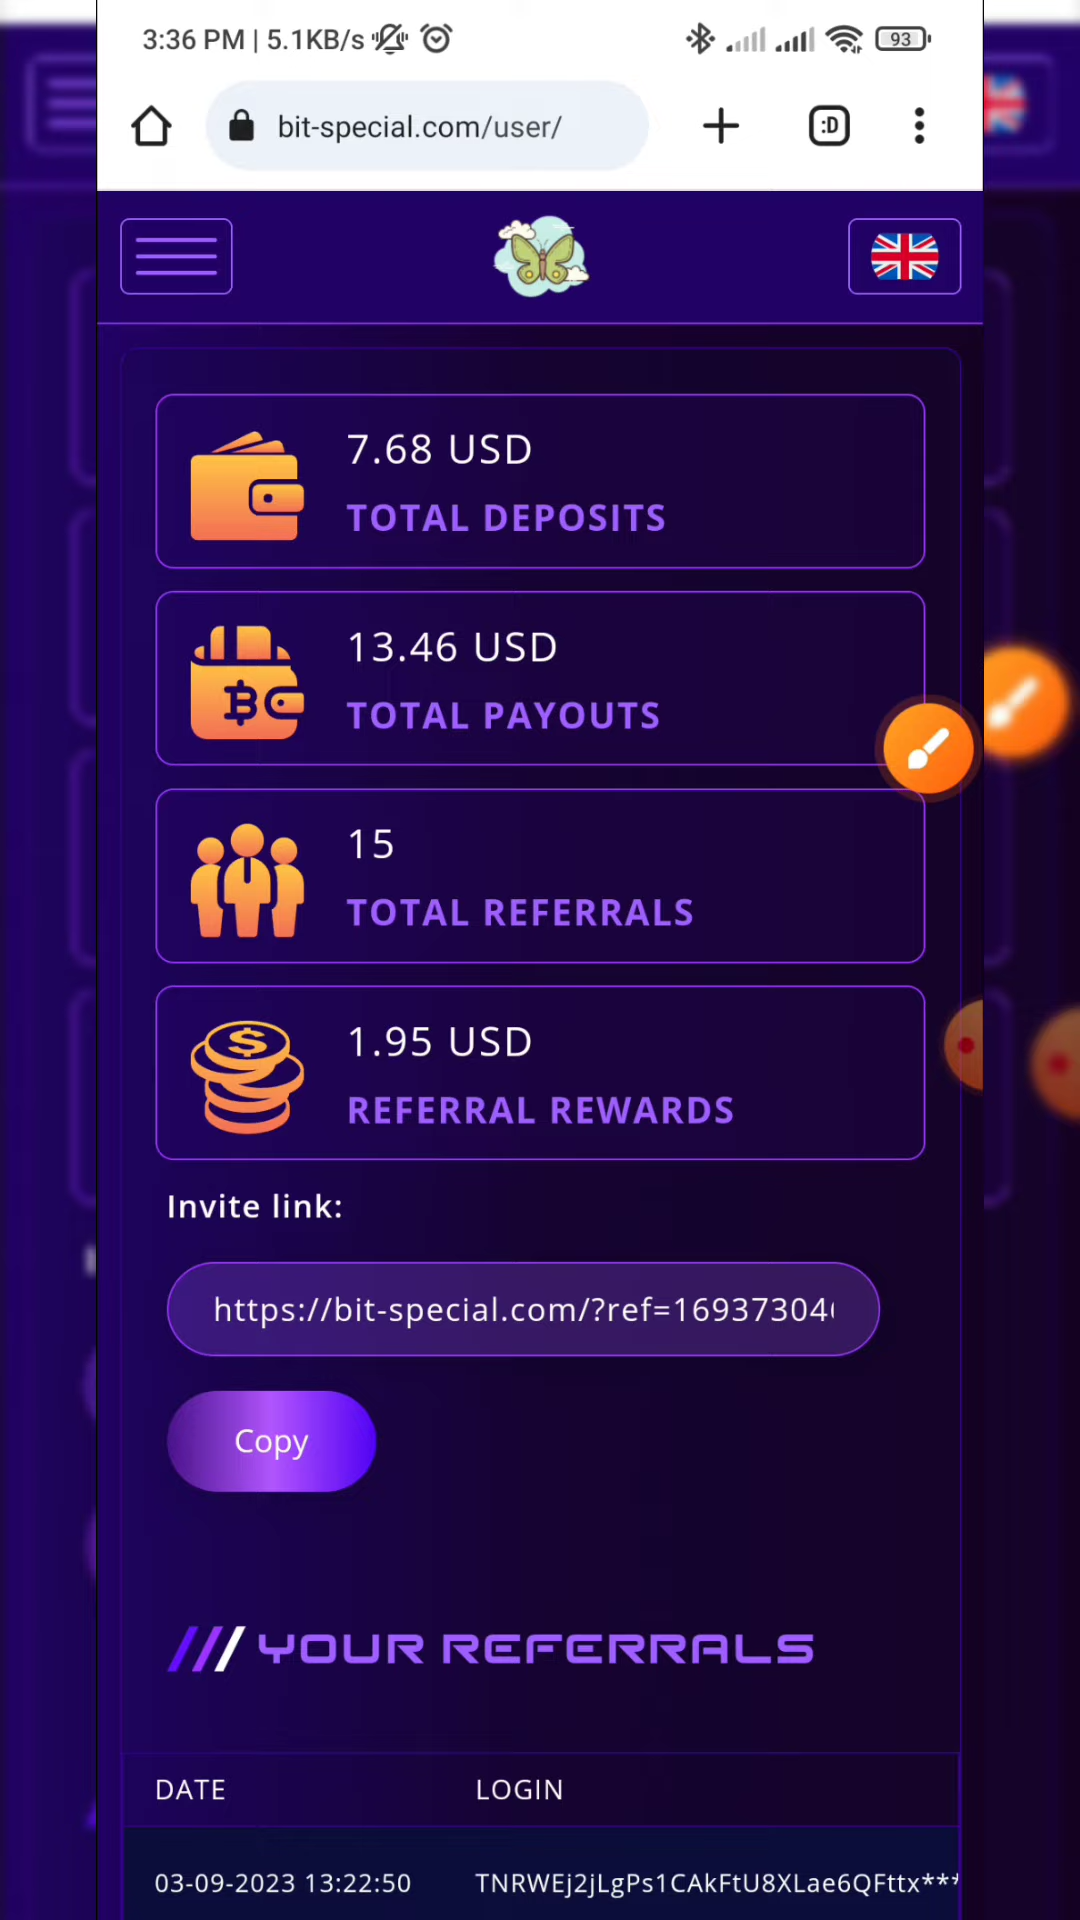 3:36 PM | 5.1KB/s
93
bit-special.com/user/
:D
7.68 USD
TOTAL DEPOSITS
13.46 USD
TOTAL PAYOUTS
15
TOTAL REFERRALS
1.95 USD
REFERRAL REWARDS
Invite link:
https://bit-special.com/?ref=16937304
Copy
YOUR REFERRALS
DATE LOGIN
03-09-2023 13:22:50 TNRWEj2jLgPs1CAkFtU8XLae6QFttx***